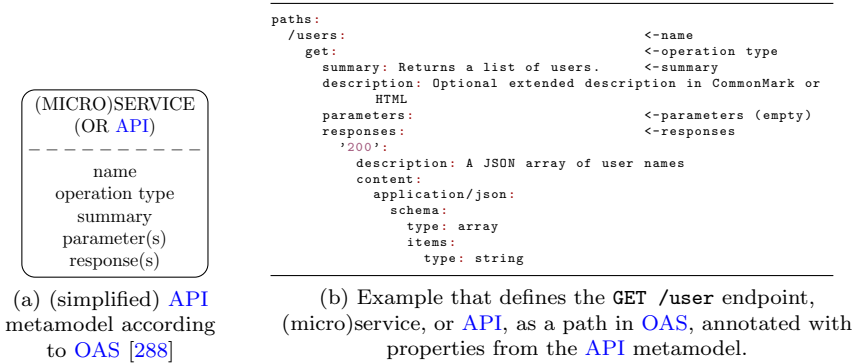 (MICRO)SERVICE
(OR API)
name
operation type
summary
parameter(s)
response(s)
(a) (simplified) API
metamodel according
to OAS [288]
paths:
/users: <-name
get: <-operation type
summary: Returns a list of users. <-summary
description: Optional extended description in CommonMark or
HTML
parameters: <-parameters (empty)
responses: <-responses
'200':
description: A JSON array of user names
content:
application/json:
schema:
type: array
items:
type: string
(b) Example that defines the GET /user endpoint,
(micro)service, or API, as a path in OAS, annotated with
properties from the API metamodel.